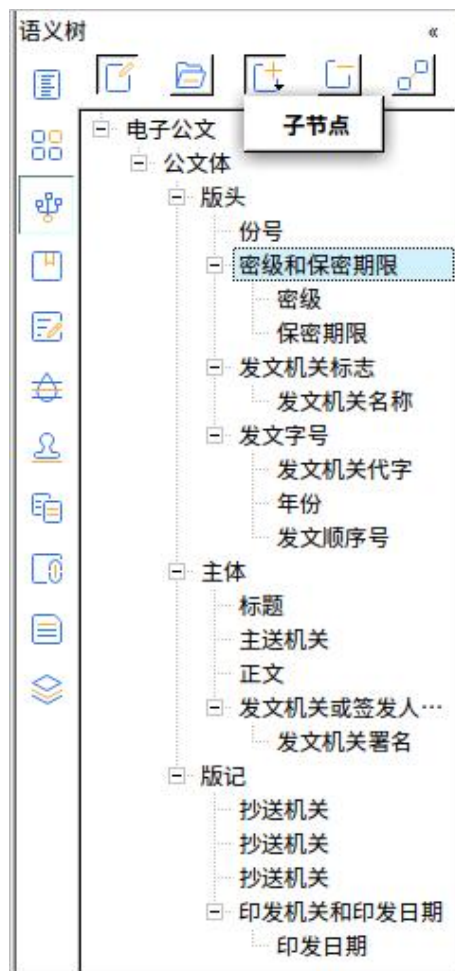 语义树
«
子节点
电子公文
公文体
版头
份号
密级和保密期限
密级
保密期限
发文机关标志
发文机关名称
发文字号
发文机关代字
年份
发文顺序号
主体
标题
主送机关
正文
发文机关或签发人…
发文机关署名
版记
抄送机关
抄送机关
抄送机关
印发机关和印发日期
印发日期